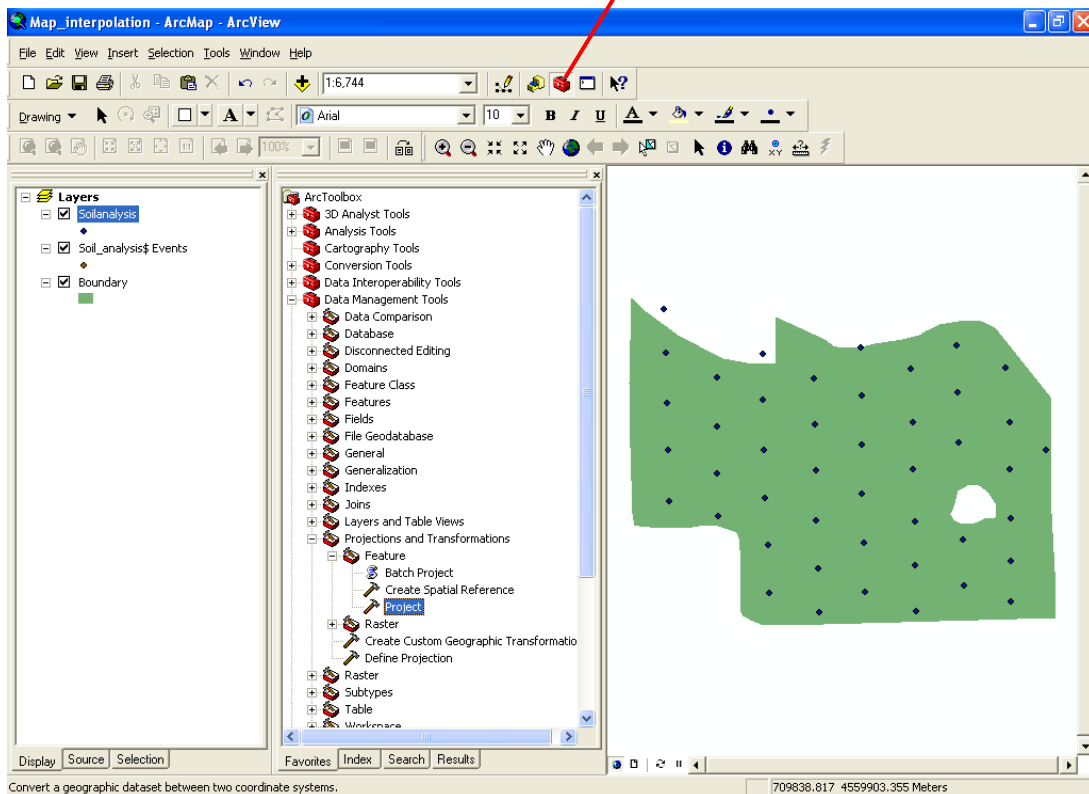 Map_interpolation - ArcMap - ArcView
File Edit View Insert Selection Tools Window Help
1:6,744
Drawing Arial 10 B I U A
100%
Layers
Soilanalysis
Soil_analysis$ Events
Boundary
Display Source Selection
ArcToolbox
3D Analyst Tools
Analysis Tools
Cartography Tools
Conversion Tools
Data Interoperability Tools
Data Management Tools
Data Comparison
Database
Disconnected Editing
Domains
Feature Class
Features
Fields
File Geodatabase
General
Generalization
Indexes
Joins
Layers and Table Views
Projections and Transformations
Feature
Batch Project
Create Spatial Reference
Project
Raster
Create Custom Geographic Transformatio
Define Projection
Raster
Subtypes
Table
Workspace
Favorites Index Search Results
Convert a geographic dataset between two coordinate systems.
709838.817 4559903.355 Meters